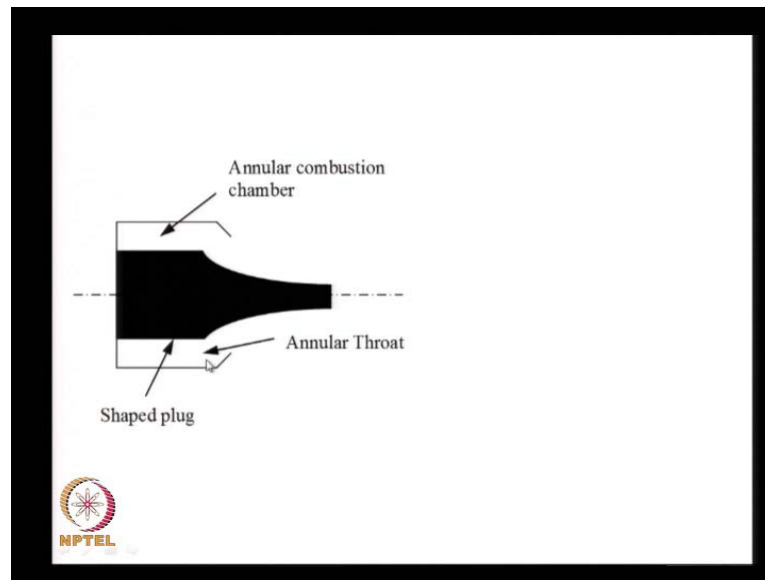 Annular combustion
chamber
Annular Throat
Shaped plug
NPTEL